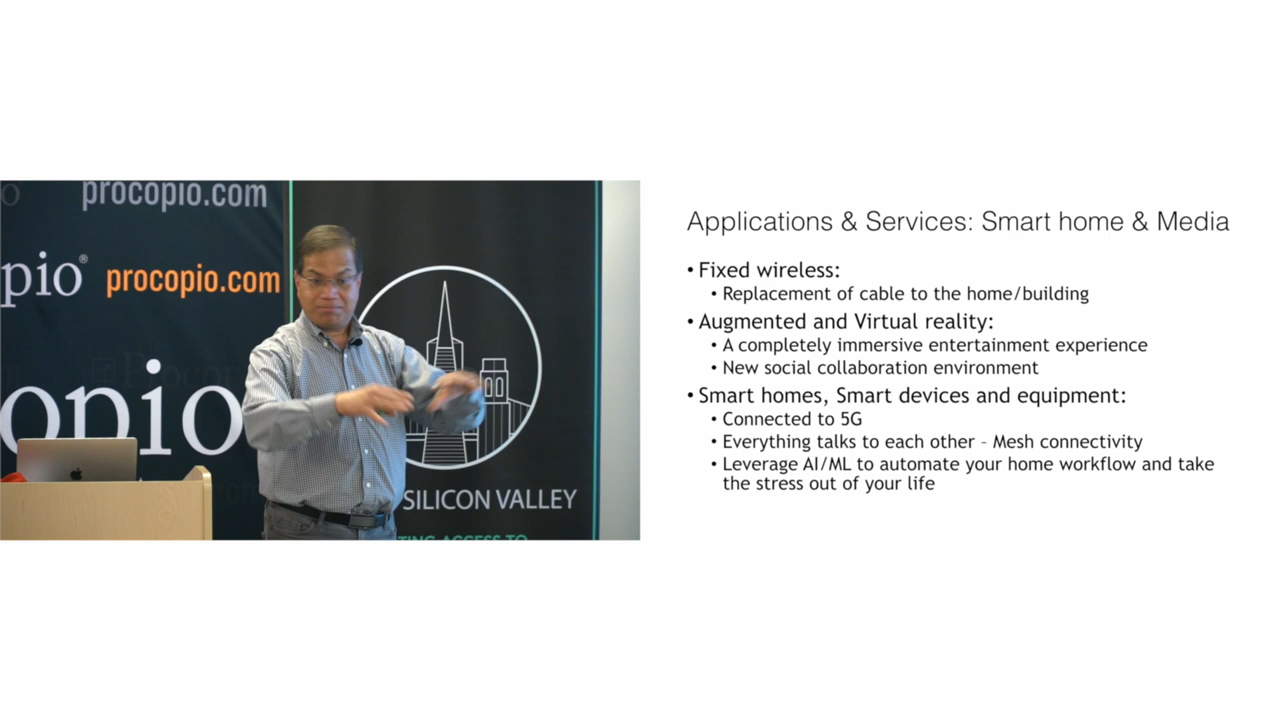 procopio.com
pio® procopio.com
opio
SILICON VALLEY
TING ACCESS TO
Applications & Services: Smart home & Media
• Fixed wireless:
• Replacement of cable to the home/building
• Augmented and Virtual reality:
• A completely immersive entertainment experience
• New social collaboration environment
• Smart homes, Smart devices and equipment:
• Connected to 5G
• Everything talks to each other – Mesh connectivity
• Leverage AI/ML to automate your home workflow and take
the stress out of your life